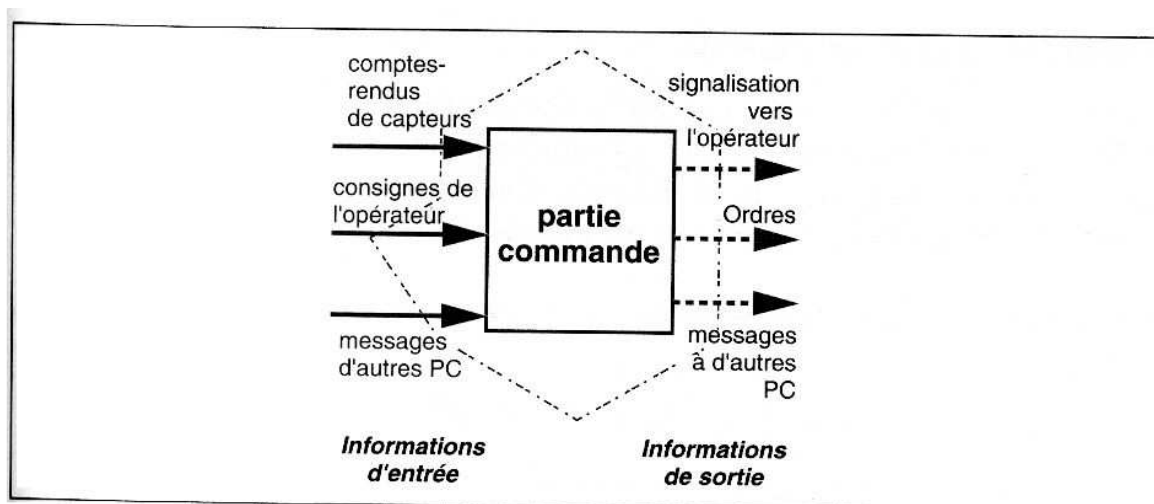 comptes-
rendus
de capteurs
consignes de
l'opérateur
messages
d'autres PC
partie
commande
signalisation
vers
l'opérateur
Ordres
messages
à d'autres
PC
Informations
d'entrée
Informations
de sortie